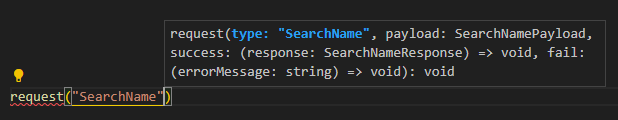 request(type: "SearchName", payload: SearchNamePayload,
success: (response: SearchNameResponse) => void, fail:
(errorMessage: string) => void): void
request("SearchName")